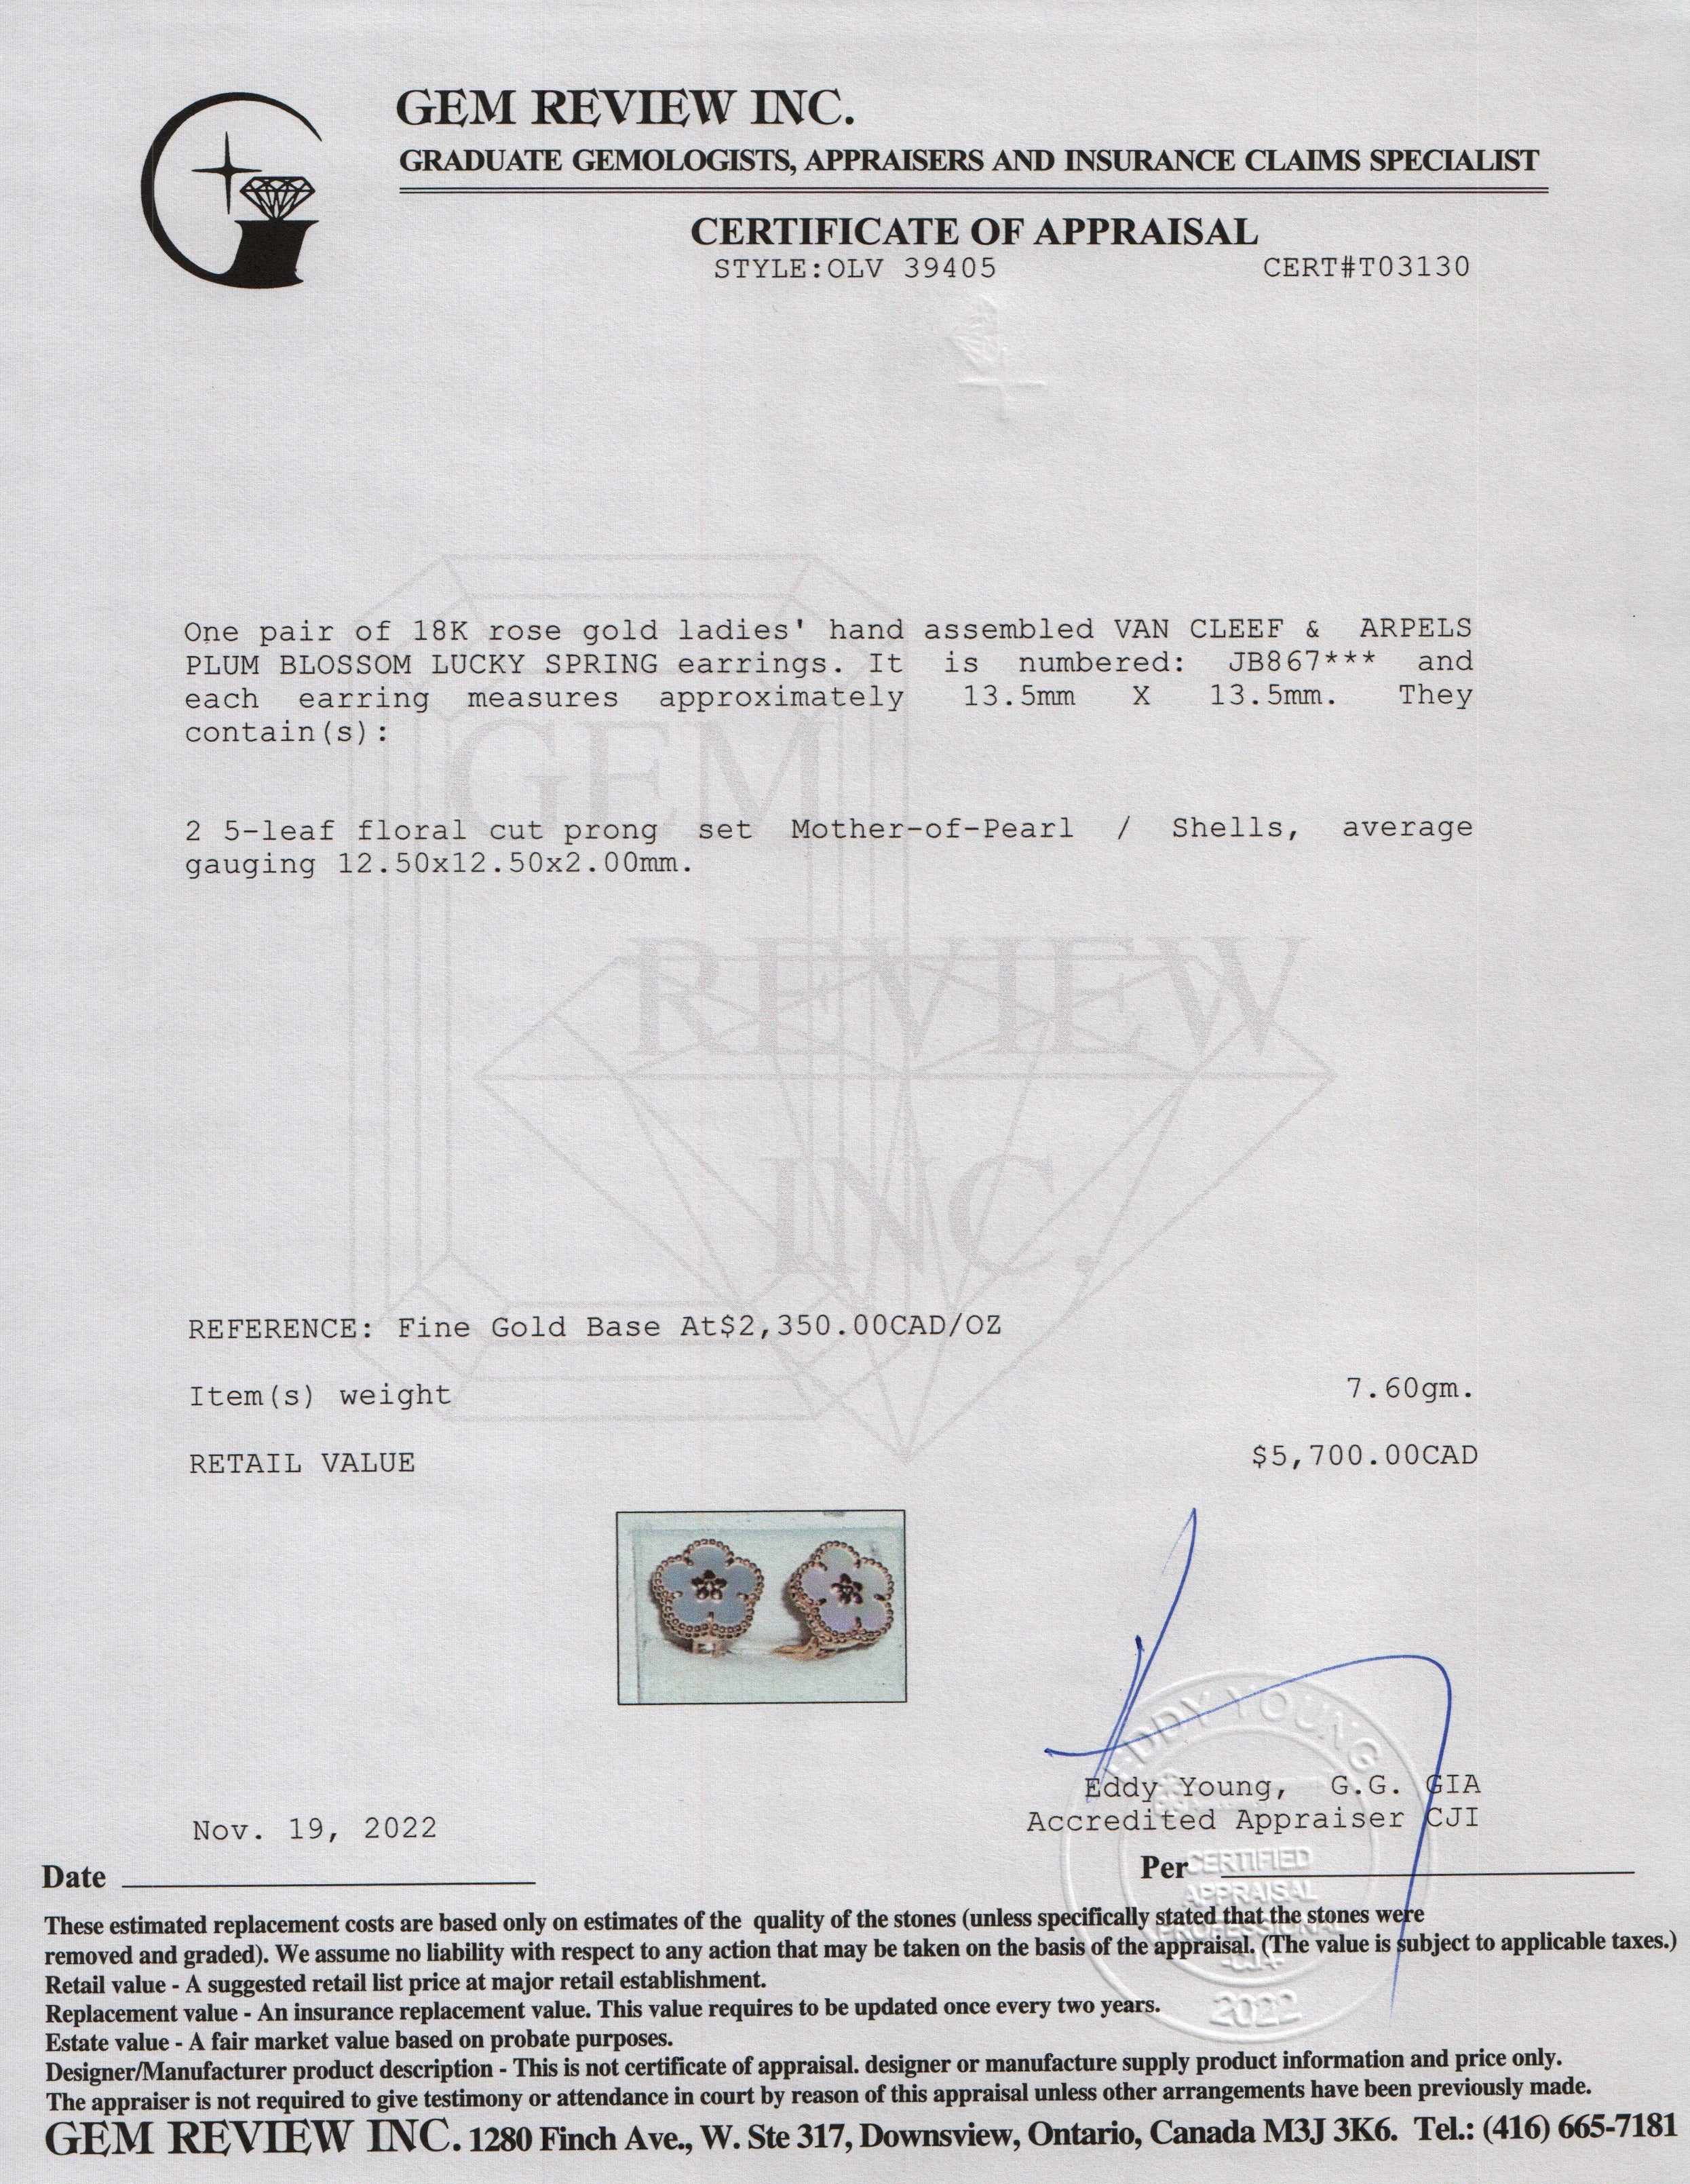 GEM REVIEW INC.
GRADUATE GEMOLOGISTS, APPRAISERS AND INSURANCE CLAIMS SPECIALIST
CERTIFICATE OF APPRAISAL
STYLE:OLV 39405 CERT#T03130
One pair of 18K rose gold ladies' hand assembled VAN CLEEF & ARPELS
PLUM BLOSSOM LUCKY SPRING earrings. It is numbered: JB867*** and
each earring measures approximately 13.5mm X 13.5mm. They
contain(s):
GEM
2 5-leaf floral cut prong set Mother-of-Pearl / Shells, average
gauging 12.50x12.50x2.00mm.
REVIEW
INC.
REFERENCE: Fine Gold Base At$2,350.00CAD/OZ
Item(s) weight 7.60gm.
RETAIL VALUE $5,700.00CAD
EDDY YOUNG
Eddy Young, G.G. GIA
Accredited Appraiser CJI
Nov. 19, 2022
Date
Per
CERTIFIED
APPRAISAL
PROFESSIONAL
-CJI-
2022
These estimated replacement costs are based only on estimates of the quality of the stones (unless specifically stated that the stones were
removed and graded). We assume no liability with respect to any action that may be taken on the basis of the appraisal. (The value is subject to applicable taxes.)
Retail value - A suggested retail list price at major retail establishment.
Replacement value - An insurance replacement value. This value requires to be updated once every two years.
Estate value - A fair market value based on probate purposes.
Designer/Manufacturer product description - This is not certificate of appraisal. designer or manufacture supply product information and price only.
The appraiser is not required to give testimony or attendance in court by reason of this appraisal unless other arrangements have been previously made.
GEM REVIEW INC. 1280 Finch Ave., W. Ste 317, Downsview, Ontario, Canada M3J 3K6. Tel.: (416) 665-7181